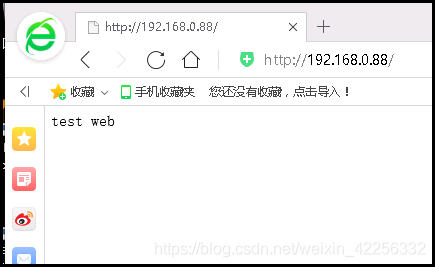 http://192.168.0.88/
http://192.168.0.88/
收藏 手机收藏夹 您还没有收藏，点击导入！
test web
https://blog.csdn.net/weixin_42256332